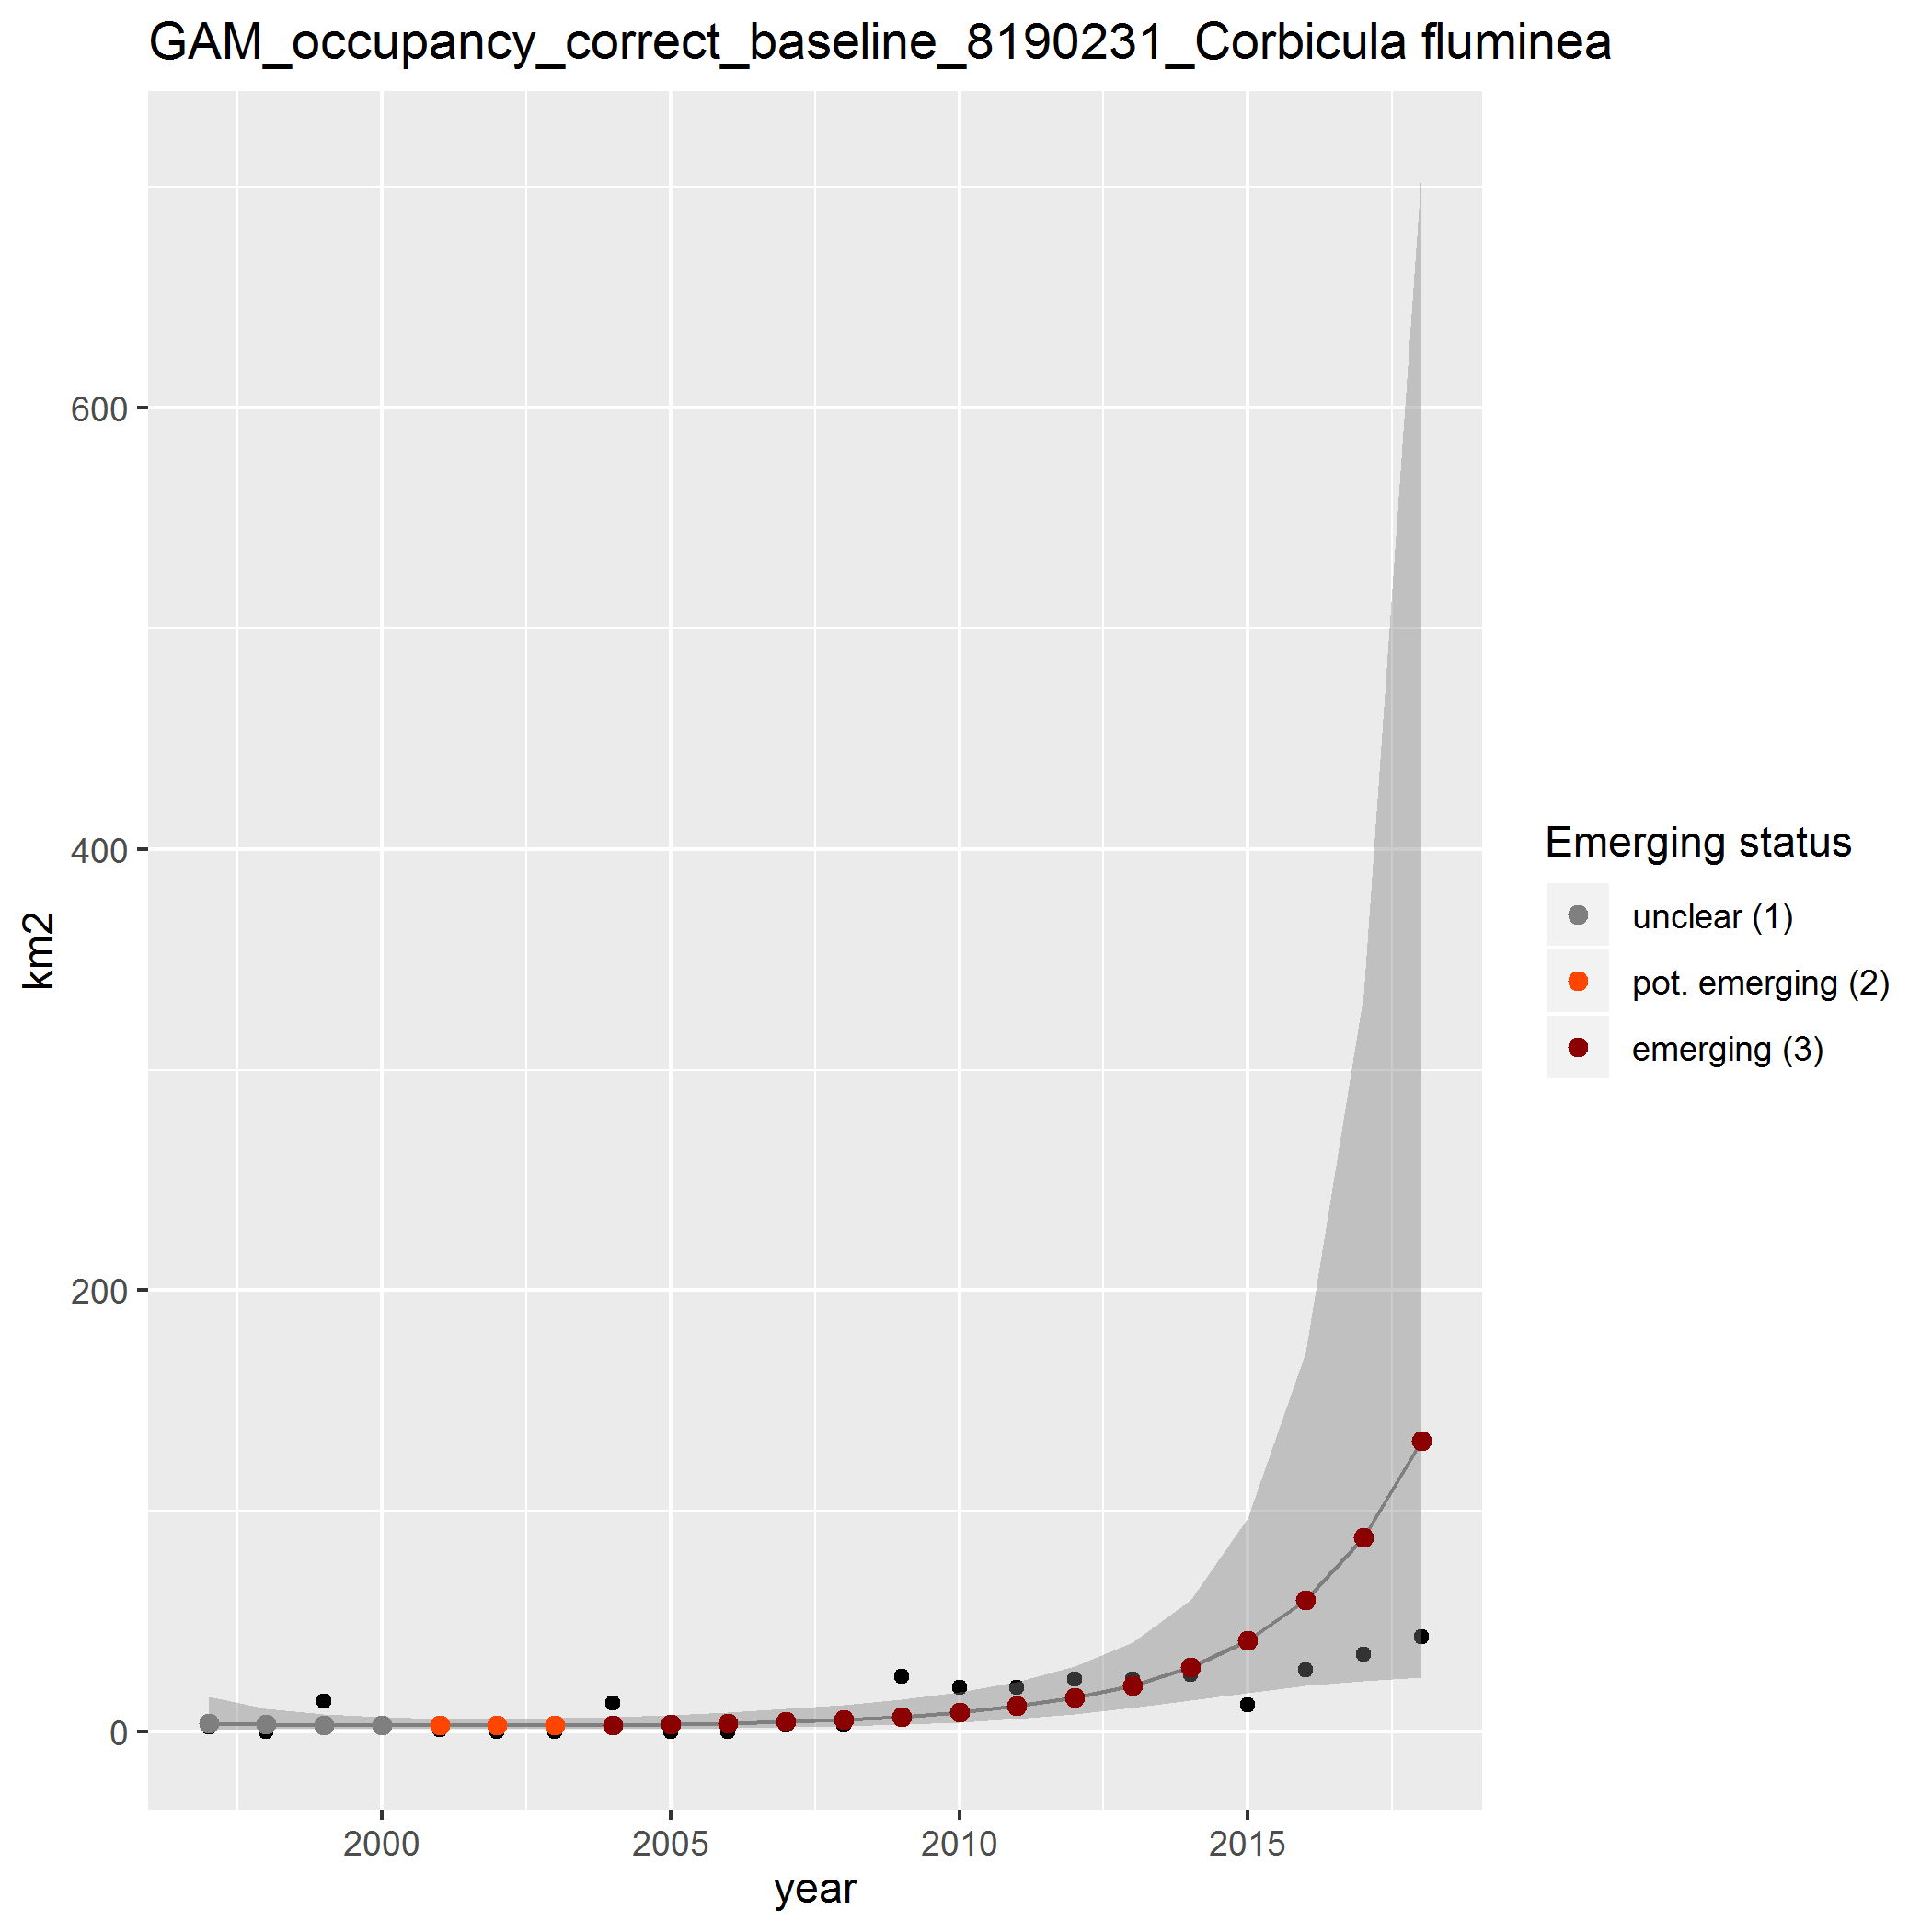 GAM_occupancy_correct_baseline_8190231_Corbicula fluminea
600
400
200
0
km2
2000
2005
2010
2015
year
Emerging status
unclear (1)
pot. emerging (2)
emerging (3)